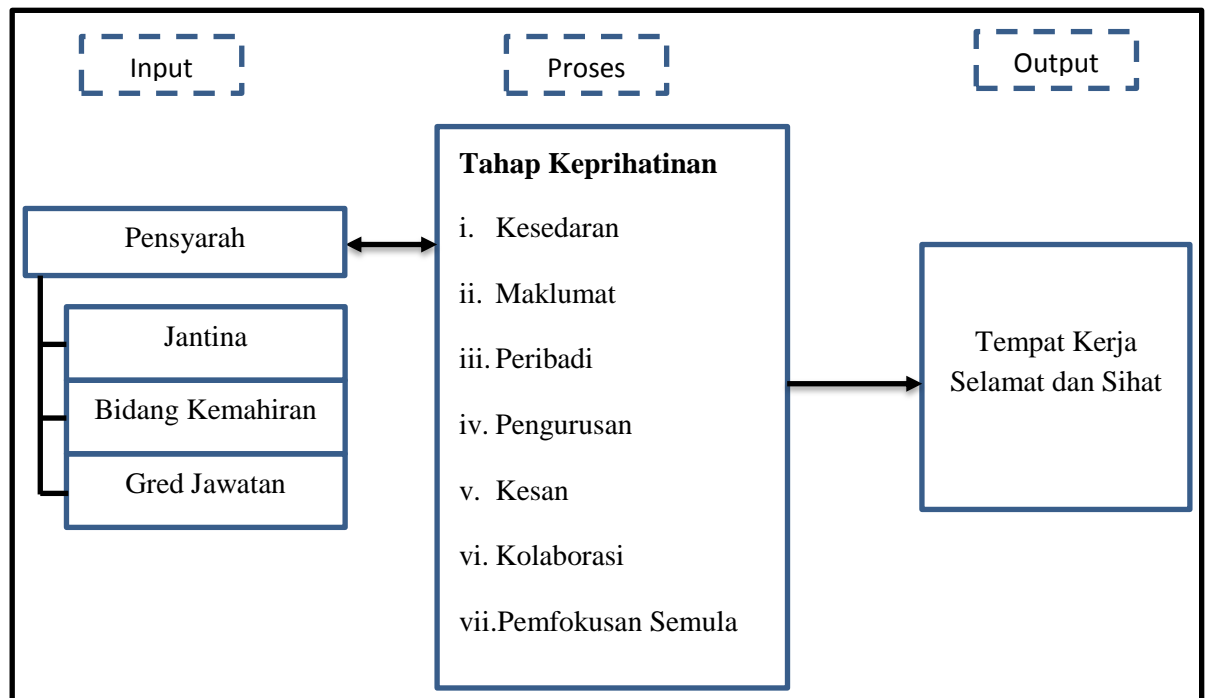 Input
Proses
Output
Pensyarah
Jantina
Bidang Kemahiran
Gred Jawatan
Tahap Keprihatinan
i. Kesedaran
ii. Maklumat
iii. Peribadi
iv. Pengurusan
v. Kesan
vi. Kolaborasi
vii.Pemfokusan Semula
Tempat Kerja
Selamat dan Sihat